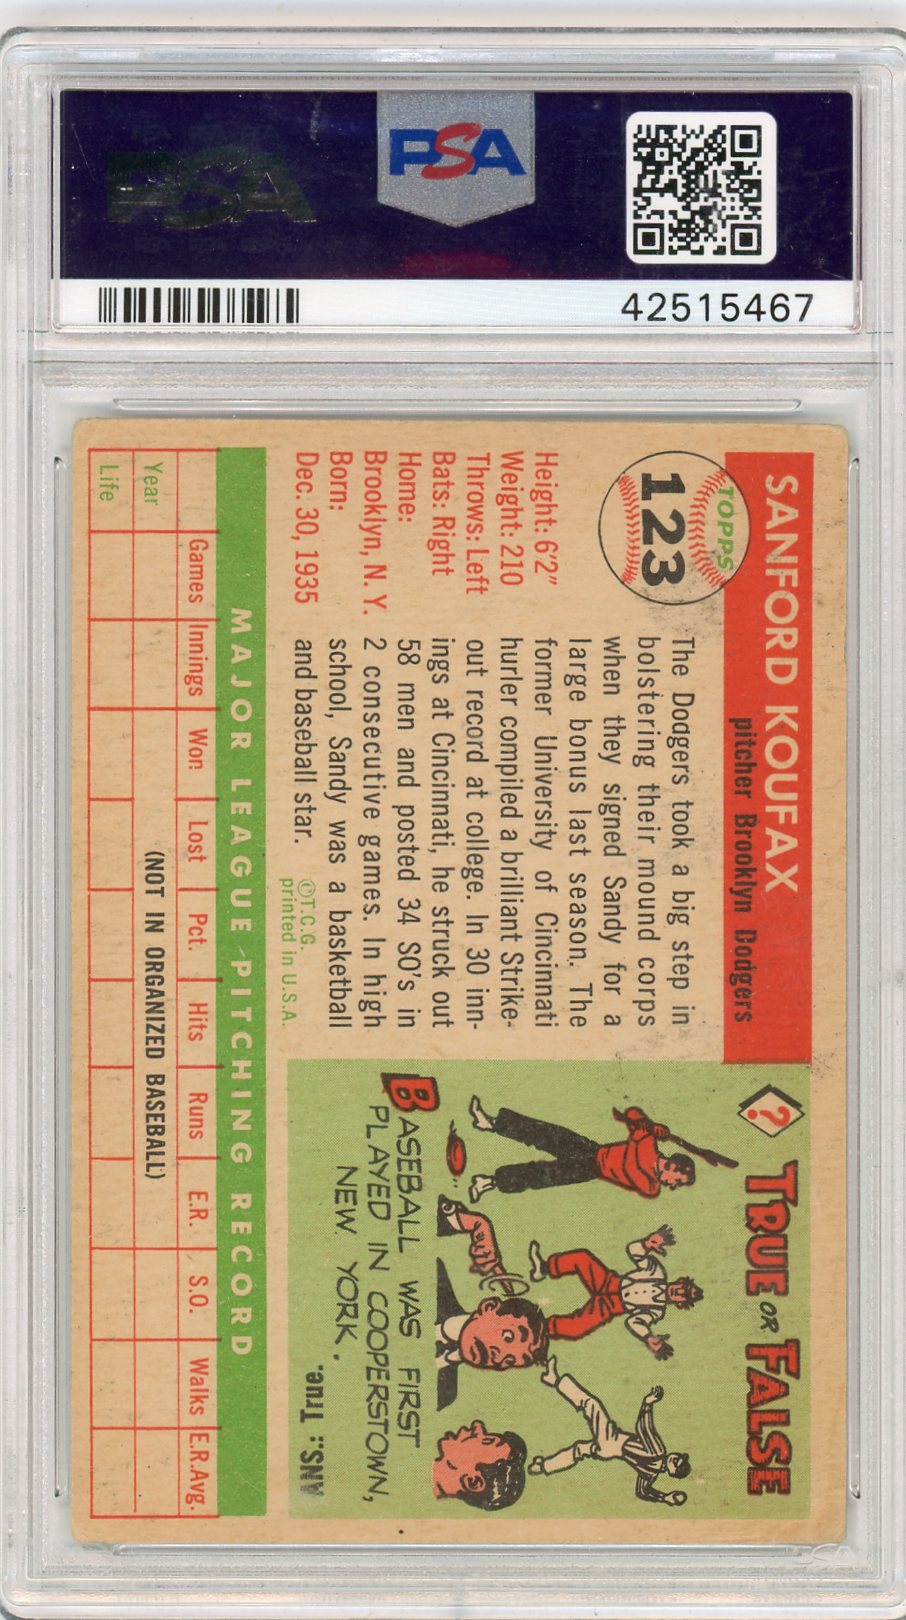 PSA
PSA
42515467
SANFORD KOUFAX
pitcher Brooklyn Dodgers
TOPPS
123
Height: 6'2"
Weight: 210
Throws: Left
Bats: Right
Home:
Brooklyn, N. Y.
Born:
Dec. 30, 1935
The Dodgers took a big step in
bolstering their mound corps
when they signed Sandy for a
large bonus last season. The
former University of Cincinnati
hurler compiled a brilliant Strike-
out record at college. In 30 inn-
ings at Cincinnati, he struck out
58 men and posted 34 SO's in
2 consecutive games. In high
school, Sandy was a basketball
and baseball star.
©T.C.G.
printed in U.S.A.
?
TRUE OR FALSE
BASEBALL WAS FIRST
PLAYED IN COOPERSTOWN,
NEW YORK.
ANS.: True.
MAJOR LEAGUE PITCHING RECORD
Games Innings Won Lost Pct. Hits Runs E.R. S.O. Walks E.R.Avg.
Year
(NOT IN ORGANIZED BASEBALL)
Life